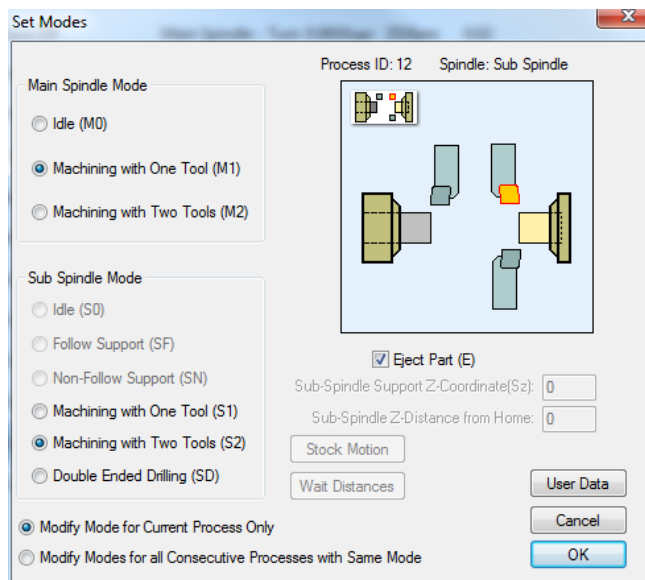 Set Modes
Process ID: 12 Spindle: Sub Spindle
Main Spindle Mode
Idle (M0)
Machining with One Tool (M1)
Machining with Two Tools (M2)
Sub Spindle Mode
Idle (S0)
Follow Support (SF)
Non-Follow Support (SN)
Machining with One Tool (S1)
Machining with Two Tools (S2)
Double Ended Drilling (SD)
Eject Part (E)
Sub-Spindle Support Z-Coordinate(Sz): 0
Sub-Spindle Z-Distance from Home: 0
Stock Motion
Wait Distances
User Data
Cancel
OK
Modify Mode for Current Process Only
Modify Modes for all Consecutive Processes with Same Mode